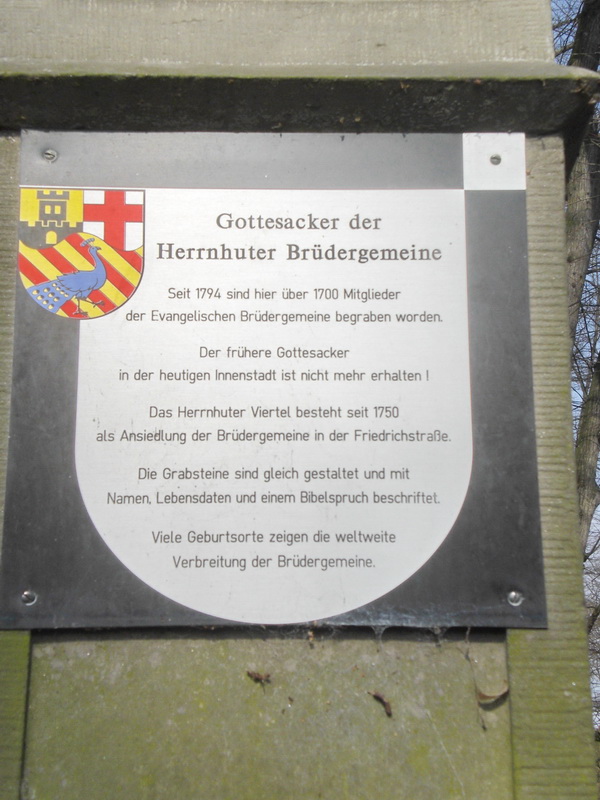 Gottesacker der
Herrnhuter Brüdergemeine
Seit 1794 sind hier über 1700 Mitglieder
der Evangelischen Brüdergemeine begraben worden.
Der frühere Gottesacker
in der heutigen Innenstadt ist nicht mehr erhalten !
Das Herrnhuter Viertel besteht seit 1750
als Ansiedlung der Brüdergemeine in der Friedrichstraße.
Die Grabsteine sind gleich gestaltet und mit
Namen, Lebensdaten und einem Bibelspruch beschriftet.
Viele Geburtsorte zeigen die weltweite
Verbreitung der Brüdergemeine.